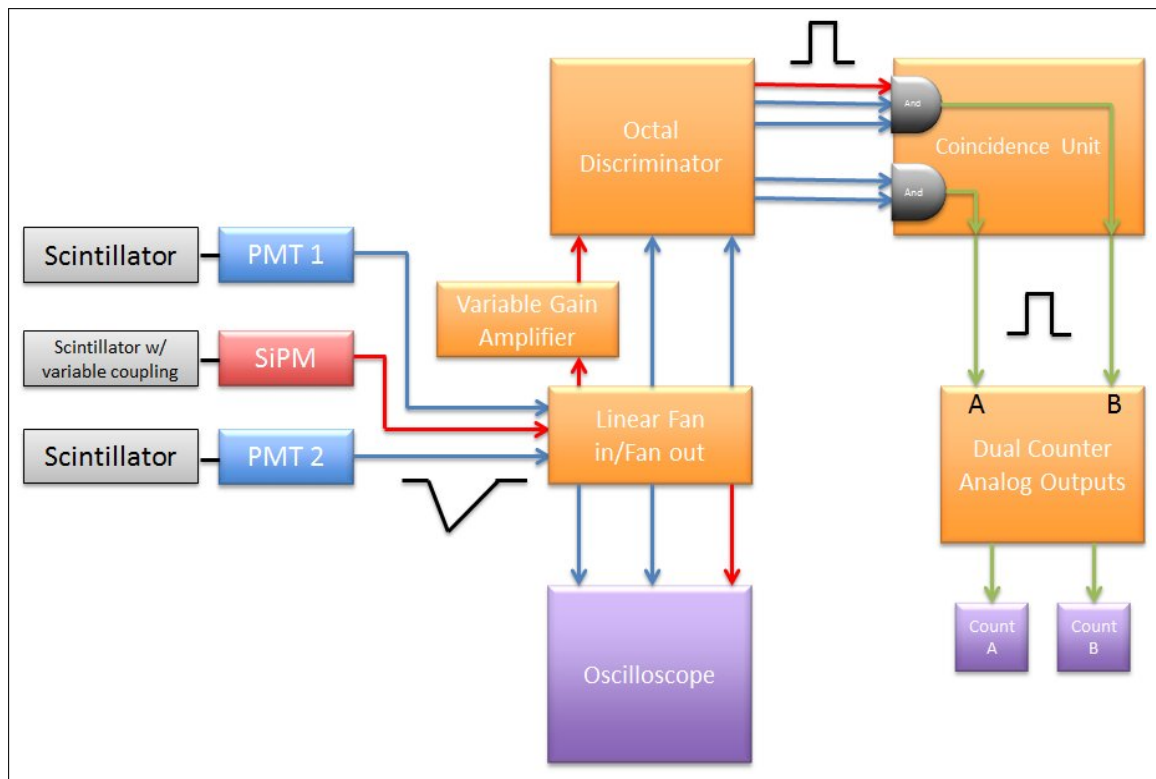 Octal
Discriminator
And
And
Coincidence Unit
Scintillator
PMT 1
Variable Gain
Amplifier
Scintillator w/
variable coupling
SiPM
Scintillator
PMT 2
Linear Fan
in/Fan out
A
B
Dual Counter
Analog Outputs
Oscilloscope
Count
A
Count
B